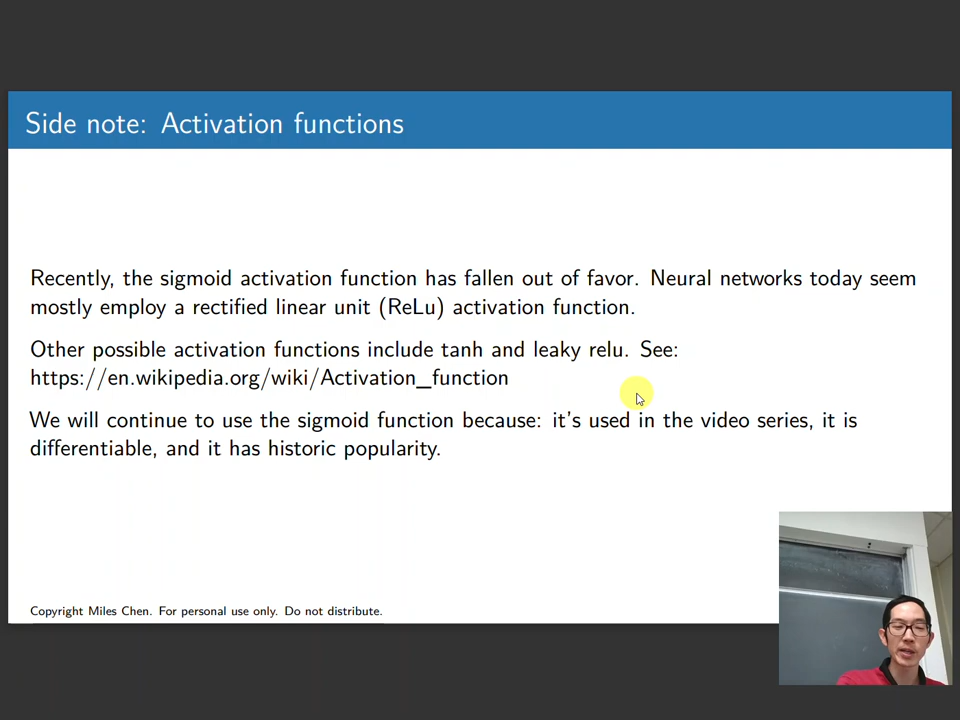 Side note: Activation functions
Recently, the sigmoid activation function has fallen out of favor. Neural networks today seem
mostly employ a rectified linear unit (ReLu) activation function.
Other possible activation functions include tanh and leaky relu. See:
https://en.wikipedia.org/wiki/Activation_function
We will continue to use the sigmoid function because: it's used in the video series, it is
differentiable, and it has historic popularity.
Copyright Miles Chen. For personal use only. Do not distribute.